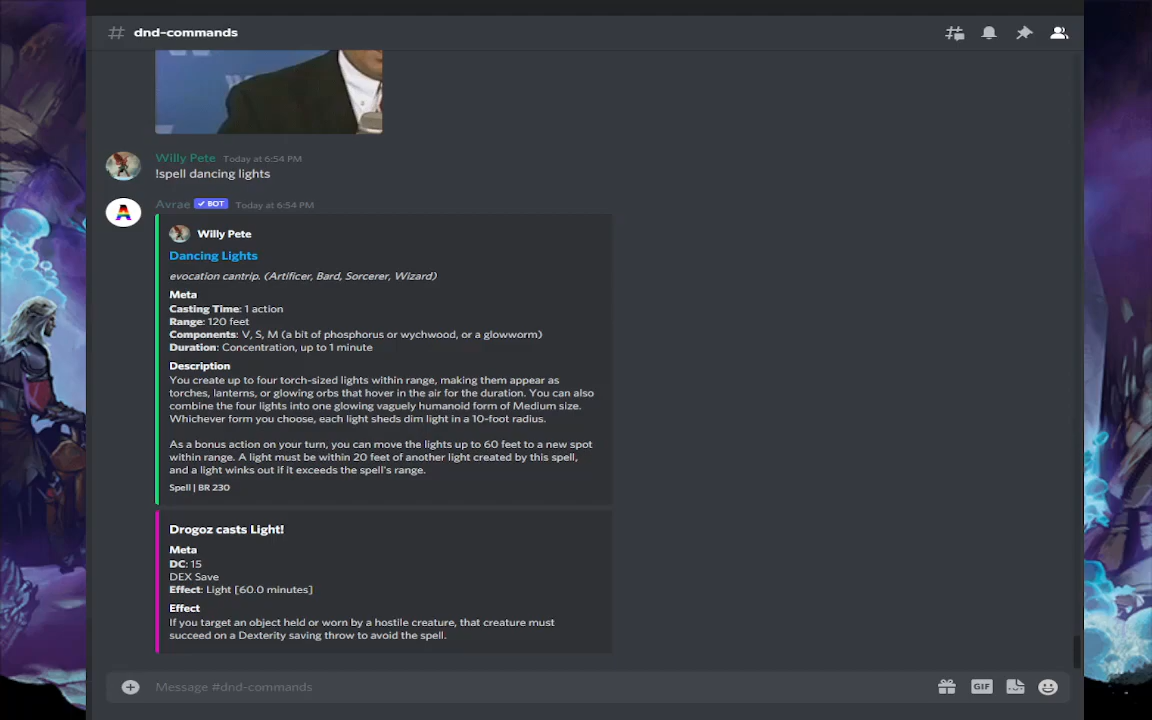 dnd-commands
Willy Pete Today at 6:54 PM
!spell dancing lights
A
Avrae BOT Today at 6:54 PM
Willy Pete
Dancing Lights
evocation cantrip. (Artificer, Bard, Sorcerer, Wizard)
Meta
Casting Time: 1 action
Range: 120 feet
Components: V, S, M (a bit of phosphorus or wychwood, or a glowworm)
Duration: Concentration, up to 1 minute
Description
You create up to four torch-sized lights within range, making them appear as
torches, lanterns, or glowing orbs that hover in the air for the duration. You can also
combine the four lights into one glowing vaguely humanoid form of Medium size.
Whichever form you choose, each light sheds dim light in a 10-foot radius.
As a bonus action on your turn, you can move the lights up to 60 feet to a new spot
within range. A light must be within 20 feet of another light created by this spell,
and a light winks out if it exceeds the spell's range.
Spell | BR 230
Drogoz casts Light!
Meta
DC: 15
DEX Save
Effect: Light [60.0 minutes]
Effect
If you target an object held or worn by a hostile creature, that creature must
succeed on a Dexterity saving throw to avoid the spell.
Message #dnd-commands
GIF